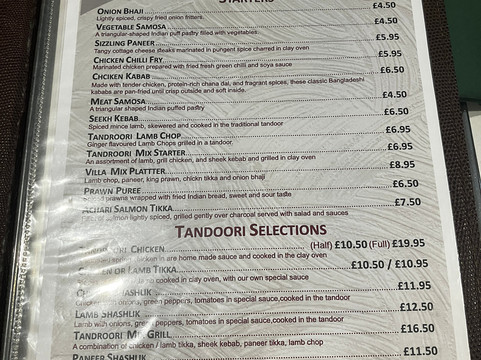 STARTERS
ONION BHAJI £4.50
Lightly spiced, crispy fried onion fritters
VEGETABLE SAMOSA £4.50
A triangular-shaped Indian puff pastry filled with vegetables
SIZZLING PANEER £5.95
Tangy cottage cheese steaks marinated in pungent spice charred in clay oven
CHICKEN CHILLI FRY £5.95
Marinated chicken prepared with fried fresh green chilli and soya sauce
CHCIKEN KABAB £6.50
Made with tender chicken, protein-rich chana dal, and fragrant spices, these classic Bangladeshi
kababs are pan-fried until crisp outside and soft inside.
MEAT SAMOSA £4.50
A triangular shaped Indian puffed pastry
SEEKH KEBAB £6.50
Spiced mince lamb, skewered and cooked in the traditional tandoor
TANDROORI LAMB CHOP £6.95
Ginger flavoured Lamb Chops grilled in a tandoor.
TANDROORI MIX STARTER £6.95
An assortment of lamb, grill chicken, and sheek kebab and grilled in clay oven
VILLA MIX PLATTTER £8.95
Lamb chop, paneer, king prawn, chickn tikka and onion bhaji
PRAWN PUREE £6.50
prawns wrapped with fried Indian bread, sweet and sour taste
ACHARI SALMON TIKKA £7.50
lightly spiced, grilled gently over charcoal served with salad and sauces
TANDOORI SELECTIONS
CHICKEN (Half) £10.50 (Full) £19.95
in are home made sauce and cooked in the clay oven
OR LAMB TIKKA £10.50 / £10.95
cooked in clay oven, with our own special sauce
SHASHLIK £11.95
onions, green peppers, tomatoes in special sauce,cooked in the tandoor
LAMB SHASHLIK £12.50
Lamb with onions, green peppers, tomatoes in special sauce,cooked in the tandoor
TANDOORI MIX GRILL £16.50
A combination of chicken / lamb tikka, sheek kebab, paneer tikka, lamb chop
PANEER SHASHLIK £11.50